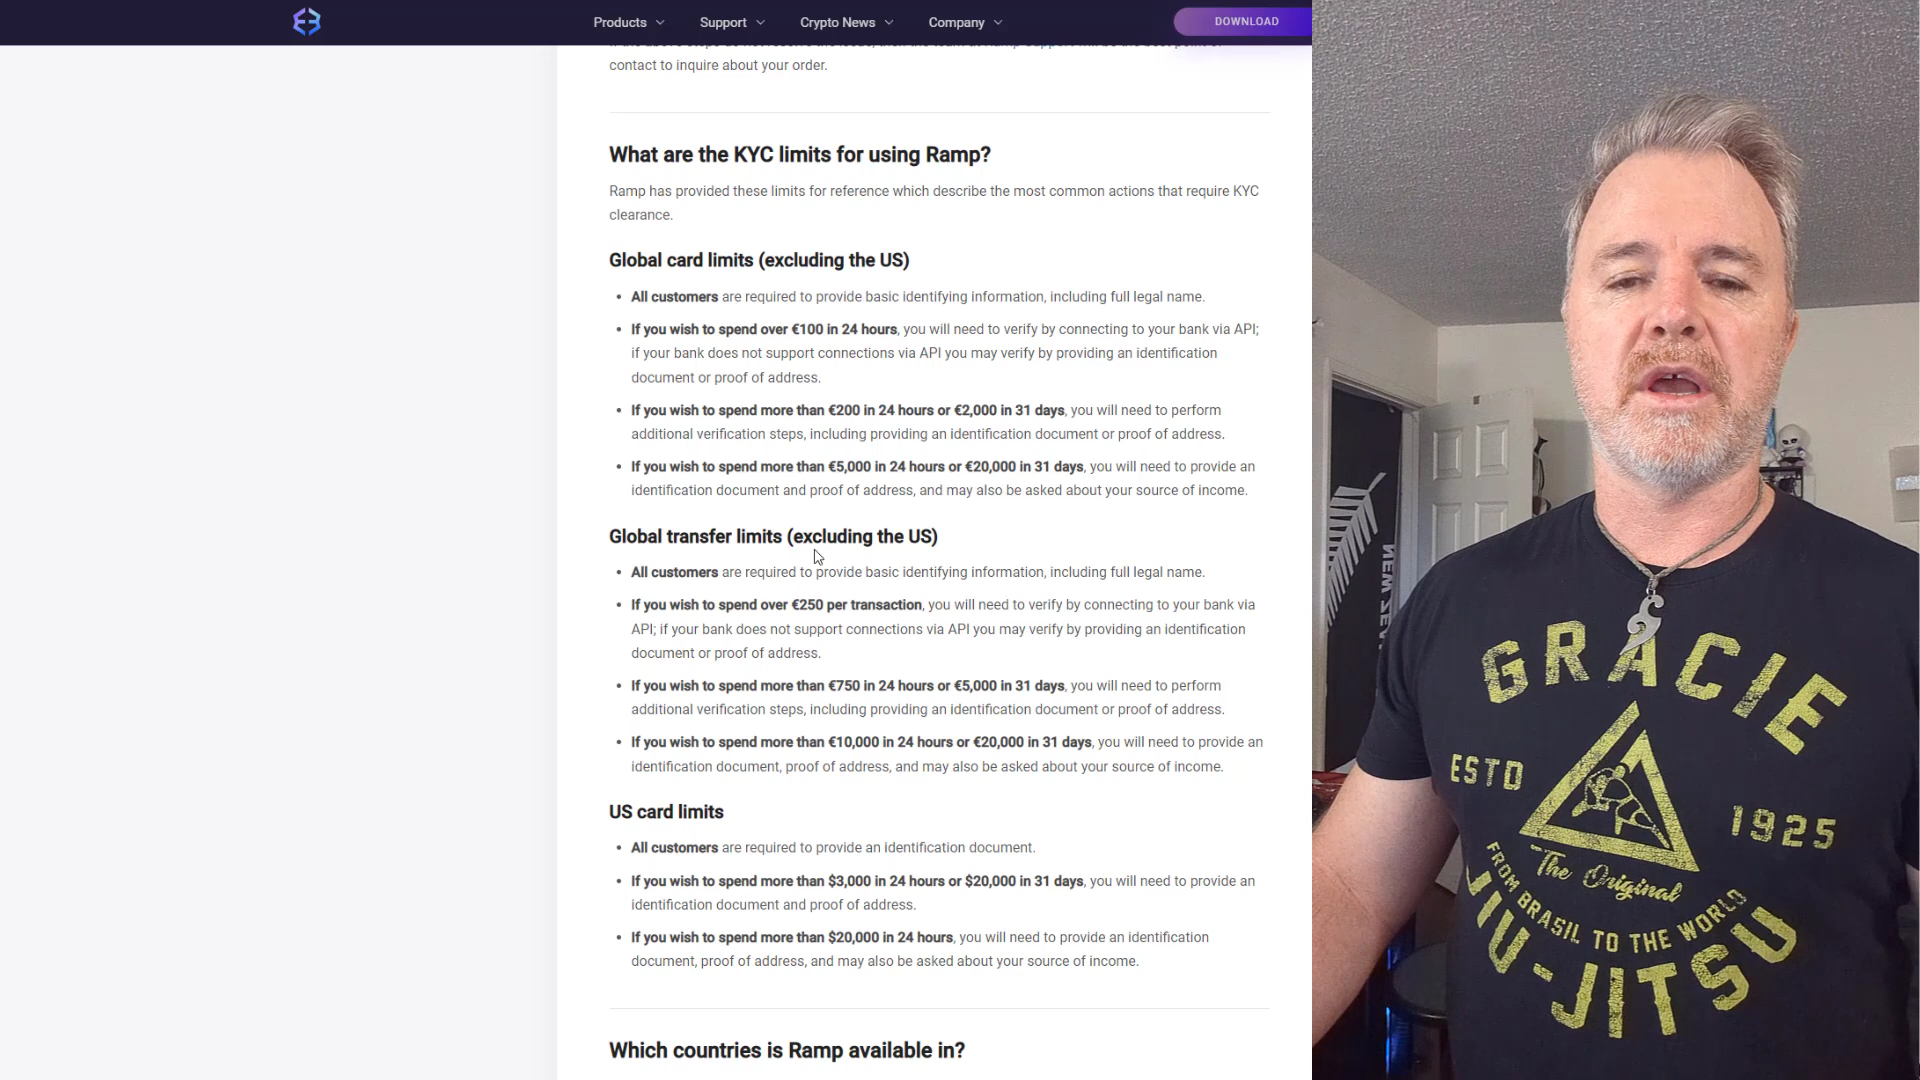 Products
Support
Crypto News
Company
DOWNLOAD
contact to inquire about your order.
What are the KYC limits for using Ramp?
Ramp has provided these limits for reference which describe the most common actions that require KYC
clearance.
Global card limits (excluding the US)
• All customers are required to provide basic identifying information, including full legal name.
• If you wish to spend over €100 in 24 hours, you will need to verify by connecting to your bank via API;
if your bank does not support connections via API you may verify by providing an identification
document or proof of address.
• If you wish to spend more than €200 in 24 hours or €2,000 in 31 days, you will need to perform
additional verification steps, including providing an identification document or proof of address.
• If you wish to spend more than €5,000 in 24 hours or €20,000 in 31 days, you will need to provide an
identification document and proof of address, and may also be asked about your source of income.
Global transfer limits (excluding the US)
• All customers are required to provide basic identifying information, including full legal name.
• If you wish to spend over €250 per transaction, you will need to verify by connecting to your bank via
API; if your bank does not support connections via API you may verify by providing an identification
document or proof of address.
• If you wish to spend more than €750 in 24 hours or €5,000 in 31 days, you will need to perform
additional verification steps, including providing an identification document or proof of address.
• If you wish to spend more than €10,000 in 24 hours or €20,000 in 31 days, you will need to provide an
identification document, proof of address, and may also be asked about your source of income.
US card limits
• All customers are required to provide an identification document.
• If you wish to spend more than $3,000 in 24 hours or $20,000 in 31 days, you will need to provide an
identification document and proof of address.
• If you wish to spend more than $20,000 in 24 hours, you will need to provide an identification
document, proof of address, and may also be asked about your source of income.
Which countries is Ramp available in?
NEW ZE
GRACIE
ESTD
1925
The Original
FROM BRASIL TO THE WORLD
JIU-JITSU